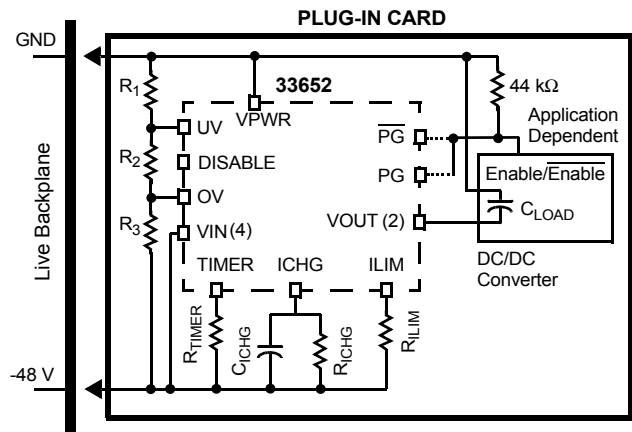 PLUG-IN CARD
GND
R1
33652
44 kΩ
VPWR
Application
Dependent
UV
PG
R2
DISABLE
PG
Enable/Enable
OV
R3
VIN (4)
VOUT (2)
CLOAD
Live Backplane
TIMER
ICHG
ILIM
DC/DC
Converter
RTIMER
CICHG
RICHG
RILIM
-48 V